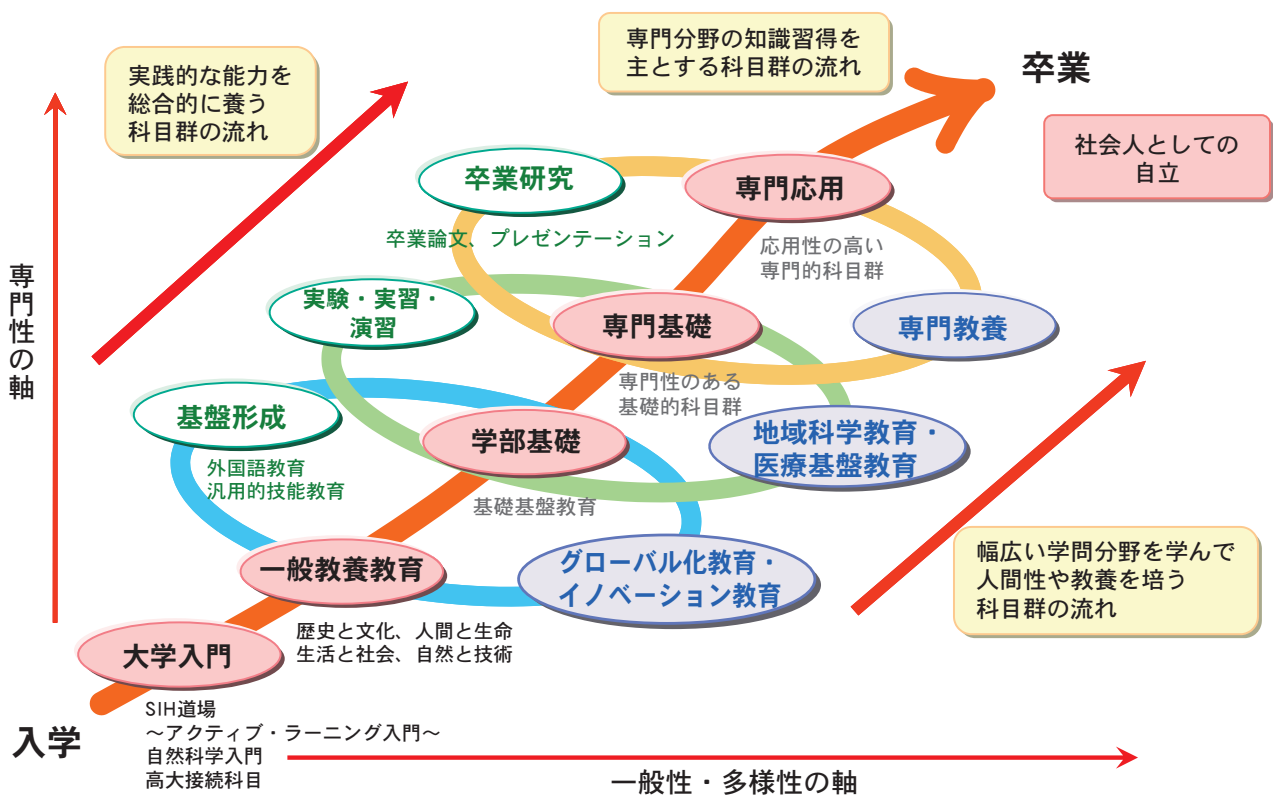 実践的な能力を
総合的に養う
科目群の流れ
専門分野の知識習得を
主とする科目群の流れ
卒業
社会人としての
自立
卒業研究
専門応用
卒業論文、プレゼンテーション
応用性の高い
専門的科目群
専門性の軸
実験・実習・
演習
専門基礎
専門教養
専門性のある
基礎的科目群
基盤形成
学部基礎
地域科学教育・
医療基盤教育
外国語教育
汎用的技能教育
基礎基盤教育
一般教養教育
グローバル化教育・
イノベーション教育
幅広い学問分野を学んで
人間性や教養を培う
科目群の流れ
歴史と文化、人間と生命
生活と社会、自然と技術
大学入門
入学
SIH道場
〜アクティブ・ラーニング入門〜
自然科学入門
高大接続科目
一般性・多様性の軸